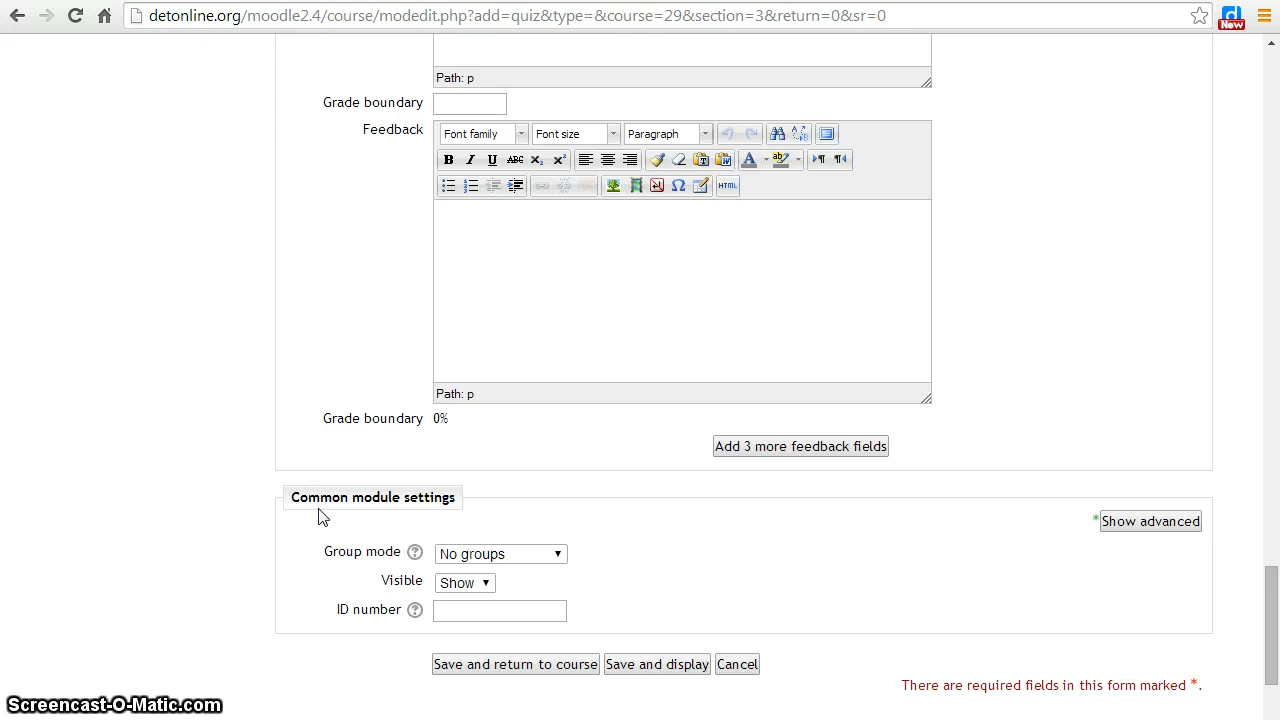 detonline.org/moodle2.4/course/modedit.php?add=quiz&type=&course=29&section=3&return=0&sr=0
New
Path: p
Grade boundary
Feedback
Font family Font size Paragraph
B I U ABC X₂ X²
HTML
Path: p
Grade boundary 0%
Add 3 more feedback fields
Common module settings
* Show advanced
Group mode No groups
Visible Show
ID number
Save and return to course Save and display Cancel
There are required fields in this form marked *.
Screencast-O-Matic.com